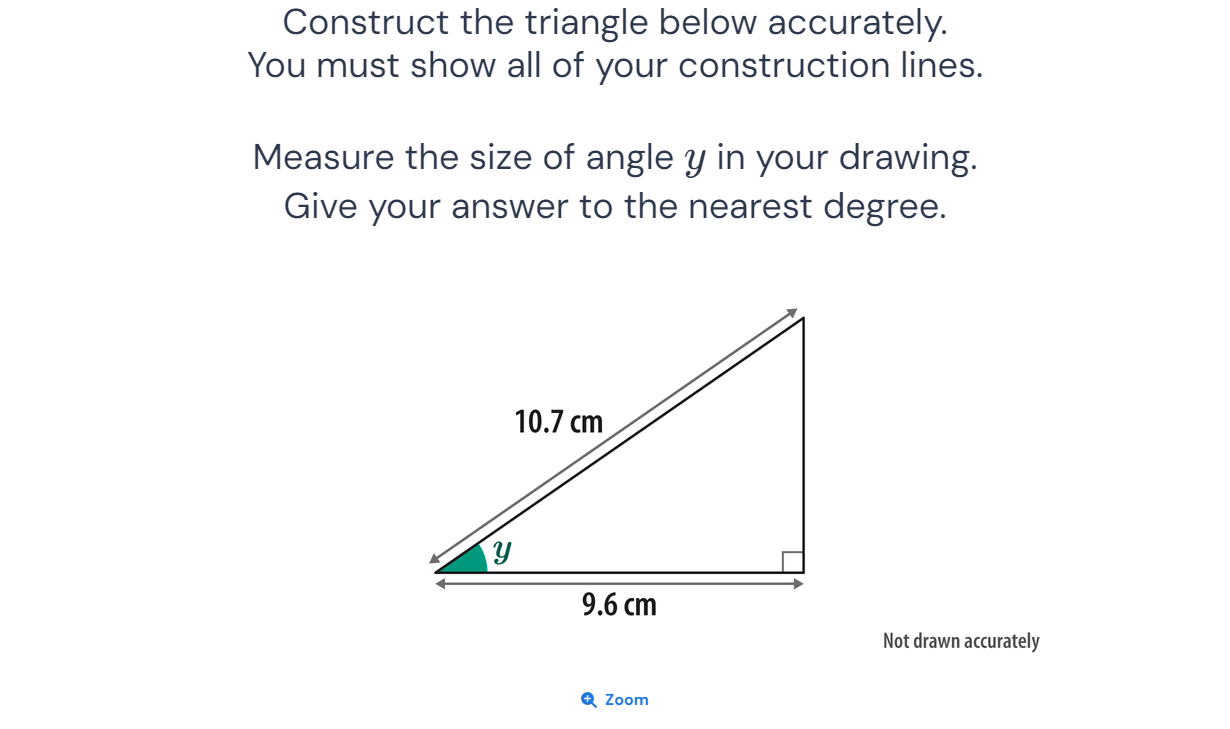 Construct the triangle below accurately.
You must show all of your construction lines.
Measure the size of angle y in your drawing.
Give your answer to the nearest degree.
10.7 cm
y
9.6 cm
Not drawn accurately
Zoom